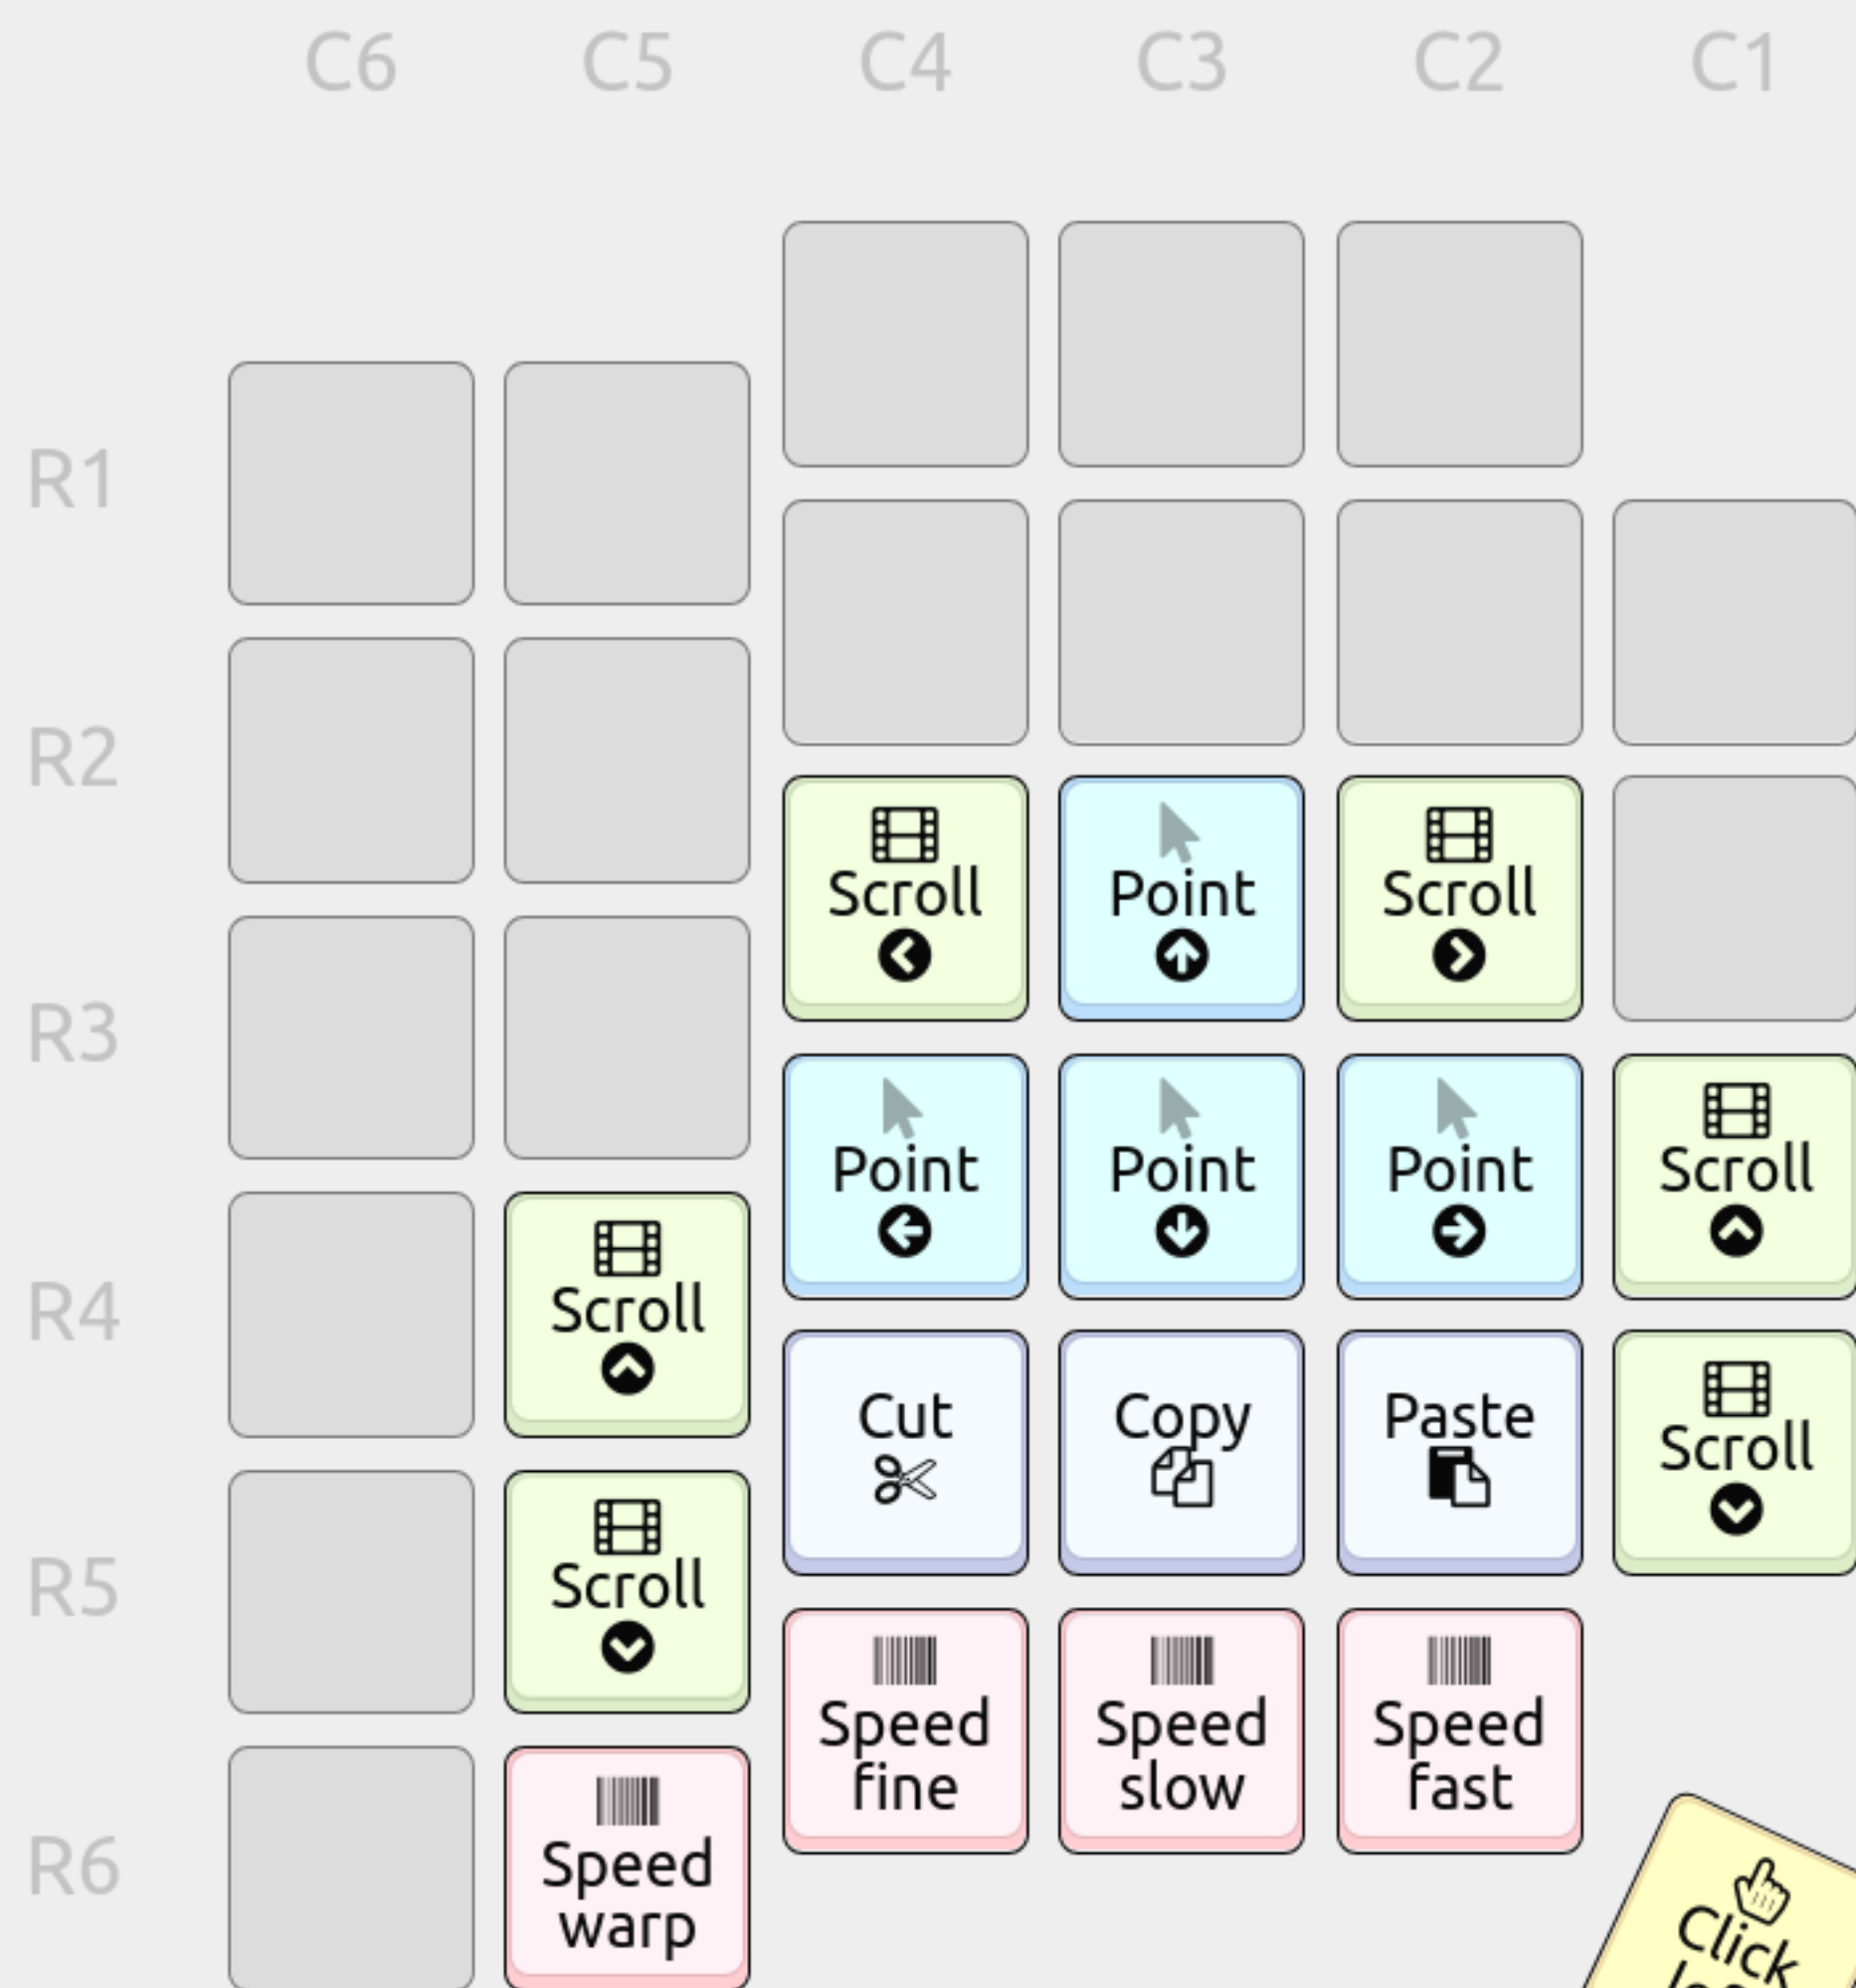 C6 C5 C4 C3 C2 C1
R1
R2
Scroll Point Scroll
R3
Point Point Point Scroll
R4
Scroll
Cut Copy Paste
Scroll
R5
Scroll
Speed Speed Speed
fine slow fast
R6
Speed
warp
Click